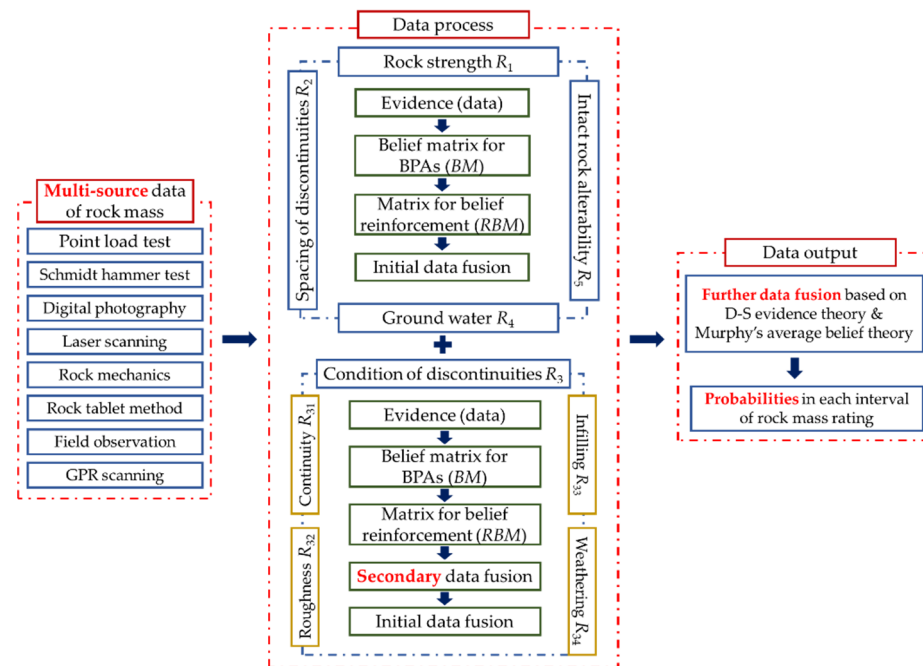 Multi-source data
of rock mass
Point load test
Schmidt hammer test
Digital photography
Laser scanning
Rock mechanics
Rock tablet method
Field observation
GPR scanning
Data process
Rock strength R1
Spacing of discontinuities R2
Intact rock alterability R5
Evidence (data)
Belief matrix for
BPAs (BM)
Matrix for belief
reinforcement (RBM)
Initial data fusion
Ground water R4
+
Condition of discontinuities R3
Continuity R31
Roughness R32
Infilling R33
Weathering R34
Evidence (data)
Belief matrix for
BPAs (BM)
Matrix for belief
reinforcement (RBM)
Secondary data fusion
Initial data fusion
Data output
Further data fusion based on
D-S evidence theory &
Murphy's average belief theory
Probabilities in each interval
of rock mass rating